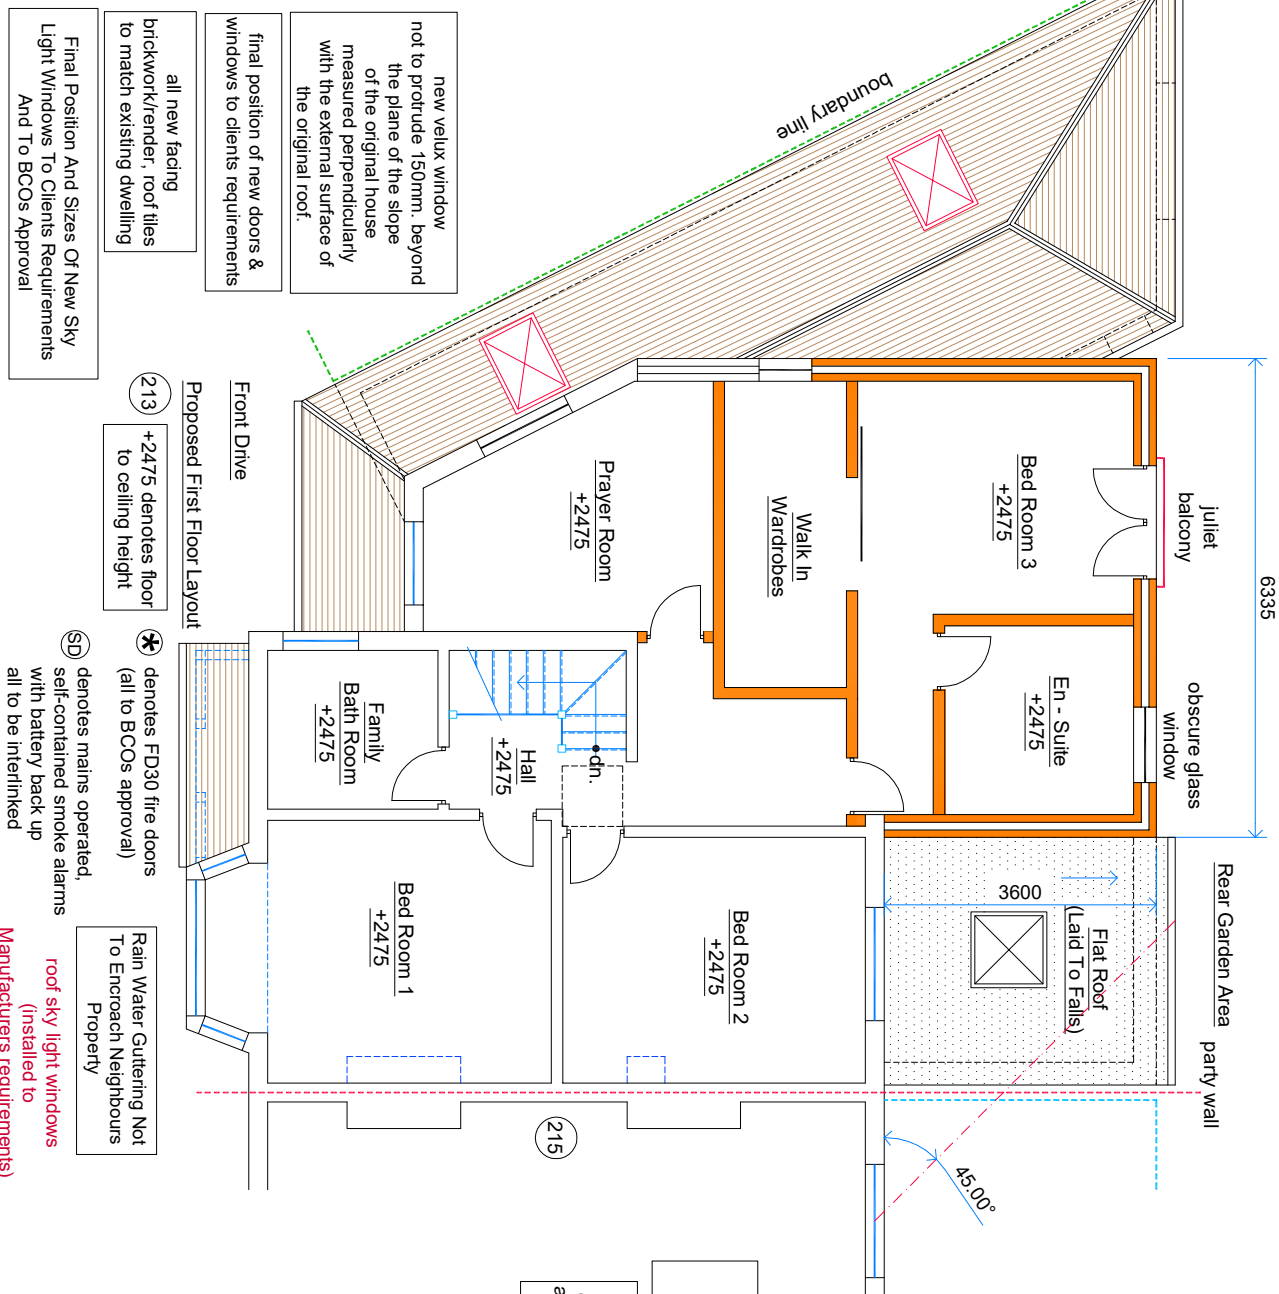 Rear Garden Area
party wall
6335
juliet
balcony
obscure glass
window
3600
Flat Roof
(Laid To Falls)
45.00°
boundary line
Bed Room 3
+2475
En - Suite
+2475
Walk In
Wardrobes
Prayer Room
+2475
Bed Room 2
+2475
dn.
Hall
+2475
Family
Bath Room
+2475
Bed Room 1
+2475
215
new velux window
not to protrude 150mm. beyond
the plane of the slope
of the original house
measured perpendicularly
with the external surface of
the original roof.
final position of new doors &
windows to clients requirements
all new facing
brickwork/render, roof tiles
to match existing dwelling
Final Position And Sizes Of New Sky
Light Windows To Clients Requirements
And To BCOs Approval
Front Drive
Proposed First Floor Layout
213
+2475 denotes floor
to ceiling height
* denotes FD30 fire doors
(all to BCOs approval)
SD denotes mains operated,
self-contained smoke alarms
with battery back up
all to be interlinked
Rain Water Guttering Not
To Encroach Neighbours
Property
roof sky light windows
(installed to
Manufacturers requirements)